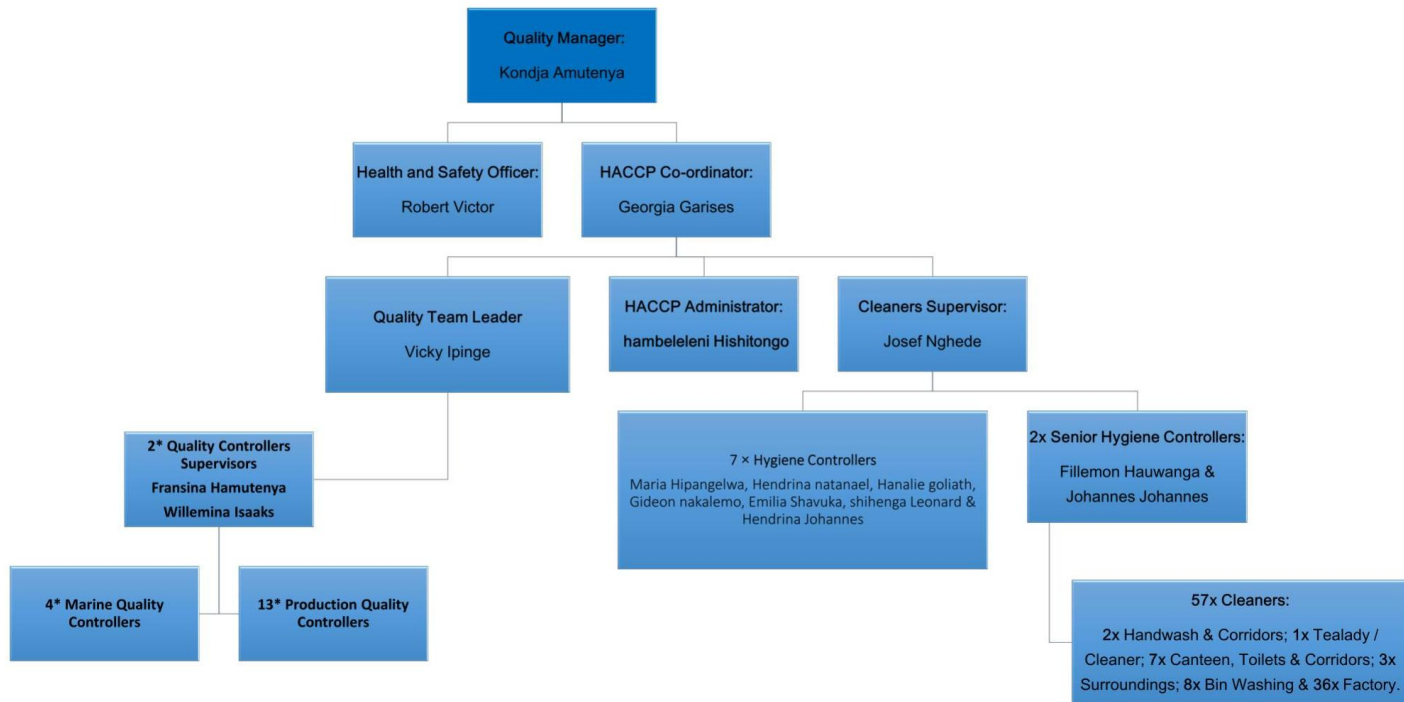 Quality Manager:
Kondja Amutenya
Health and Safety Officer:
Robert Victor
HACCP Co-ordinator:
Georgia Garises
Quality Team Leader
Vicky Ipinge
HACCP Administrator:
hambeleleni Hishitongo
Cleaners Supervisor:
Josef Nghede
2* Quality Controllers
Supervisors
Fransina Hamutenya
Willemina Isaaks
7 × Hygiene Controllers
Maria Hipangelwa, Hendrina natanael, Hanalie goliath,
Gideon nakalemo, Emilia Shavuka, shihenga Leonard &
Hendrina Johannes
2x Senior Hygiene Controllers:
Fillemon Hauwanga &
Johannes Johannes
4* Marine Quality
Controllers
13* Production Quality
Controllers
57x Cleaners:
2x Handwash & Corridors; 1x Tealady /
Cleaner; 7x Canteen, Toilets & Corridors; 3x
Surroundings; 8x Bin Washing & 36x Factory.